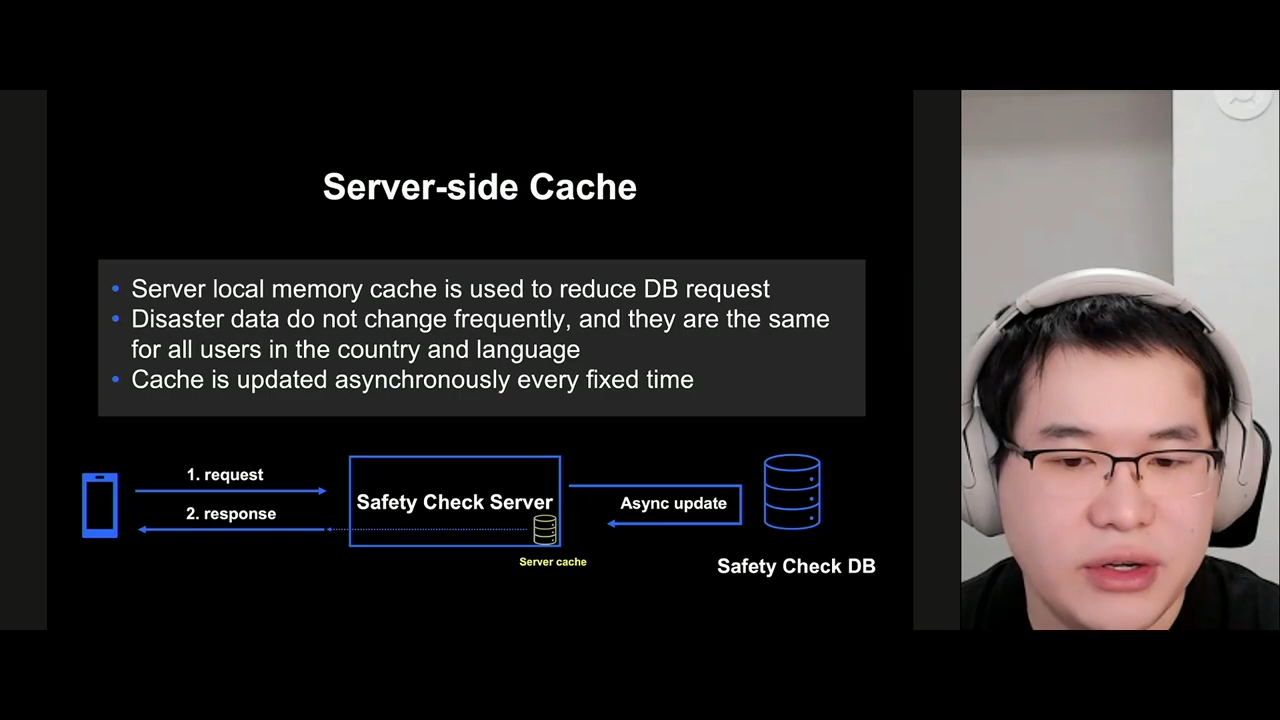 Server-side Cache
• Server local memory cache is used to reduce DB request
• Disaster data do not change frequently, and they are the same
for all users in the country and language
• Cache is updated asynchronously every fixed time
1. request
2. response
Safety Check Server
Server cache
Async update
Safety Check DB